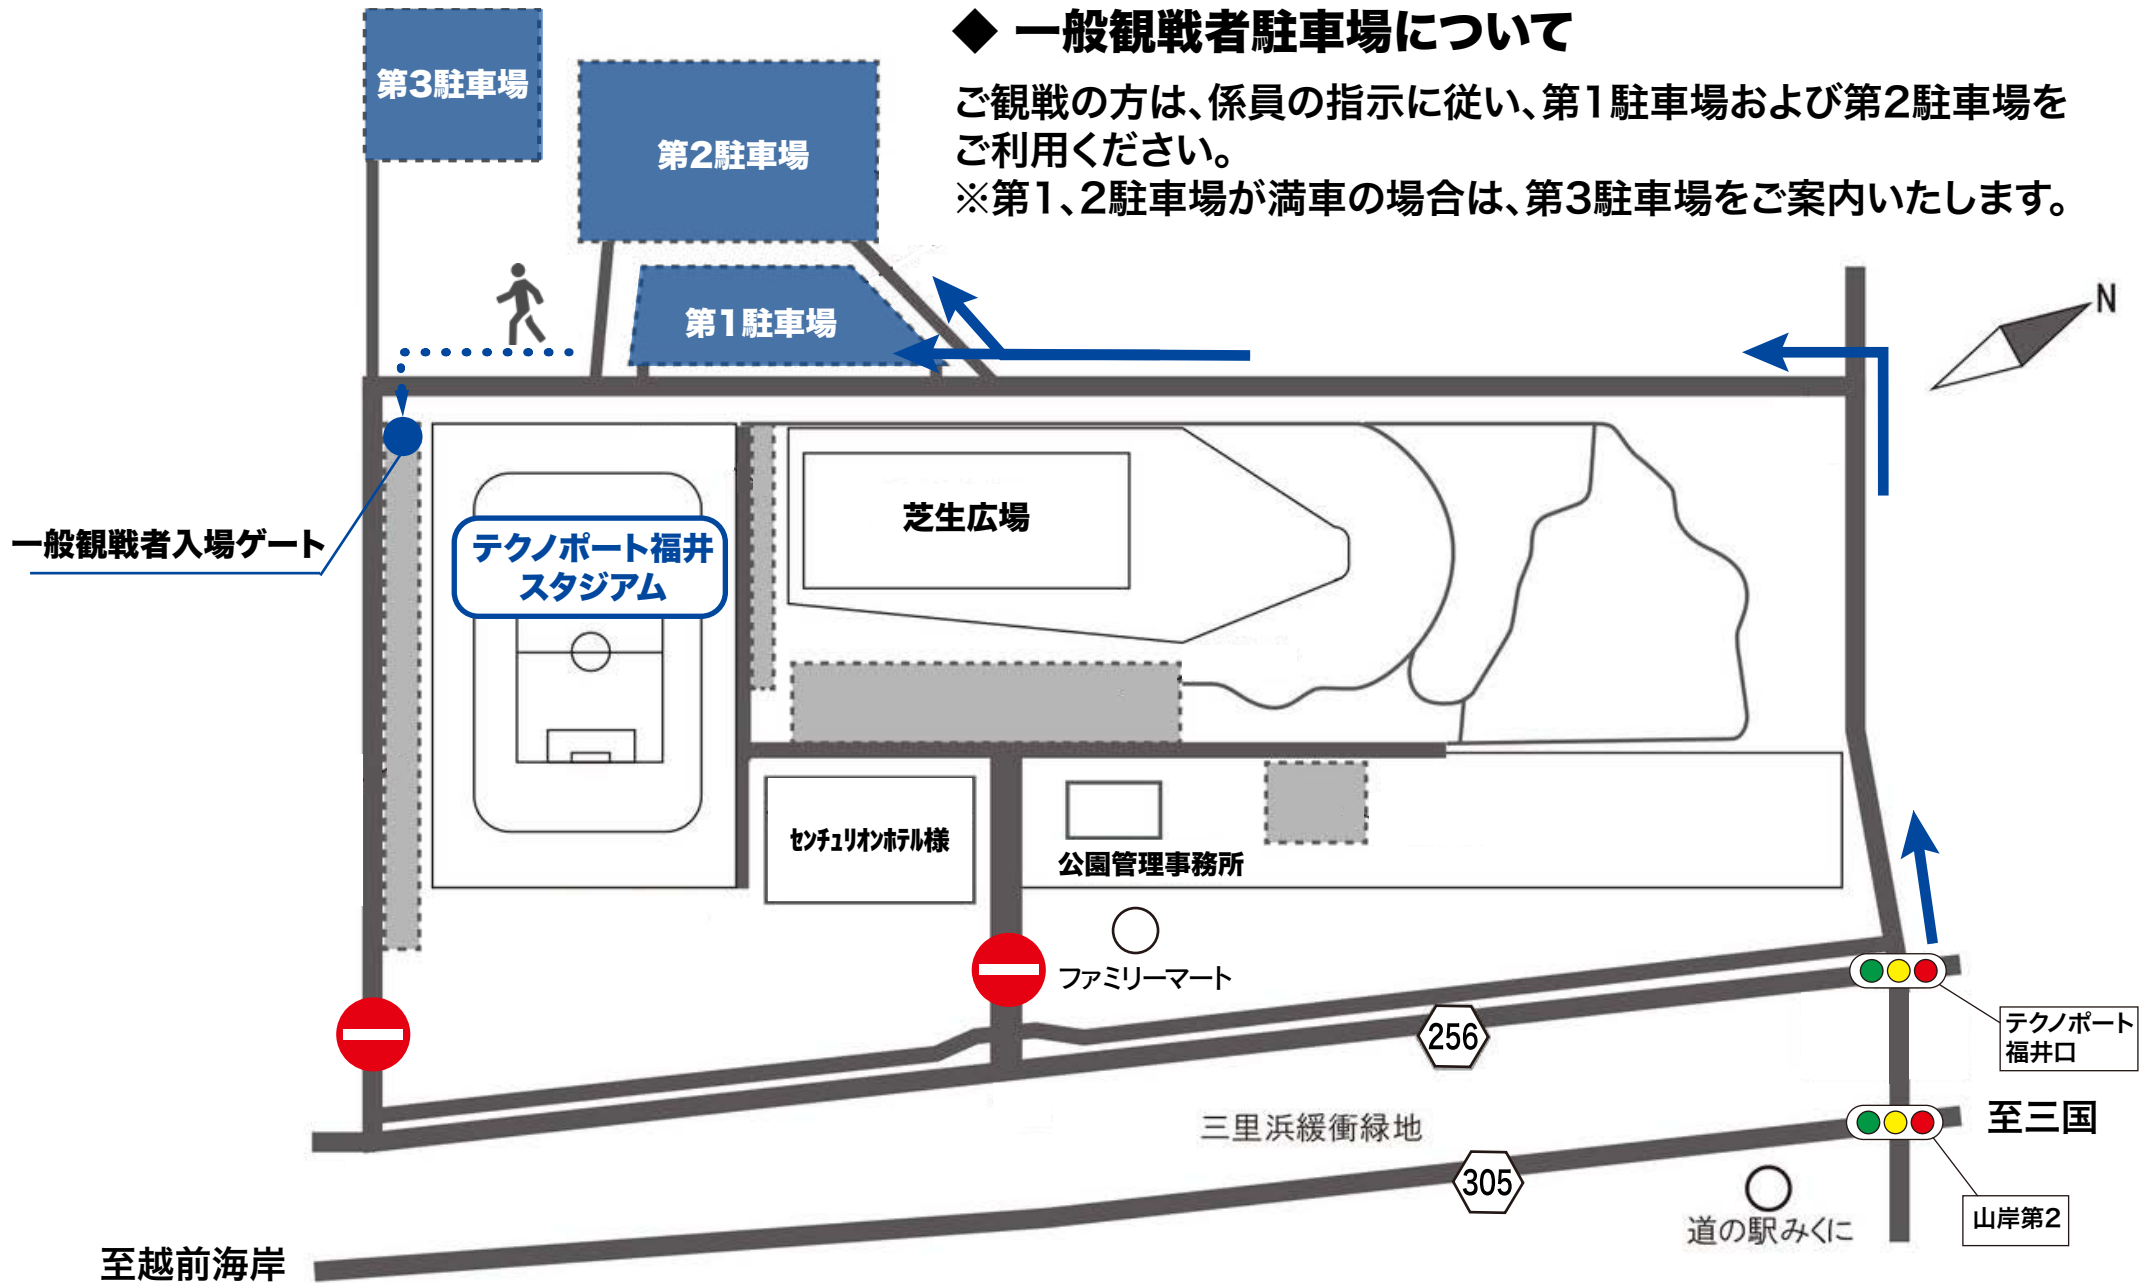 ◆ 一般観戦者駐車場について
ご観戦の方は、係員の指示に従い、第1駐車場および第2駐車場を
ご利用ください。
※第1、2駐車場が満車の場合は、第3駐車場をご案内いたします。
第3駐車場
第2駐車場
第1駐車場
N
一般観戦者入場ゲート
テクノポート福井
スタジアム
芝生広場
センチュリオンホテル様
公園管理事務所
ファミリーマート
256
テクノポート
福井口
三里浜緩衝緑地
至三国
305
山岸第2
道の駅みくに
至越前海岸